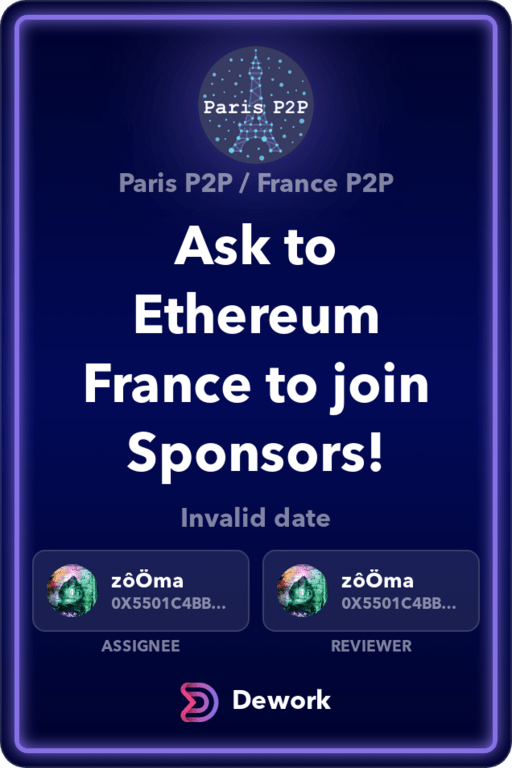 Paris P2P
Paris P2P / France P2P
Ask to
Ethereum
France to join
Sponsors!
Invalid date
zôÖma
0X5501C4BB...
ASSIGNEE
zôÖma
0X5501C4BB...
REVIEWER
Dework